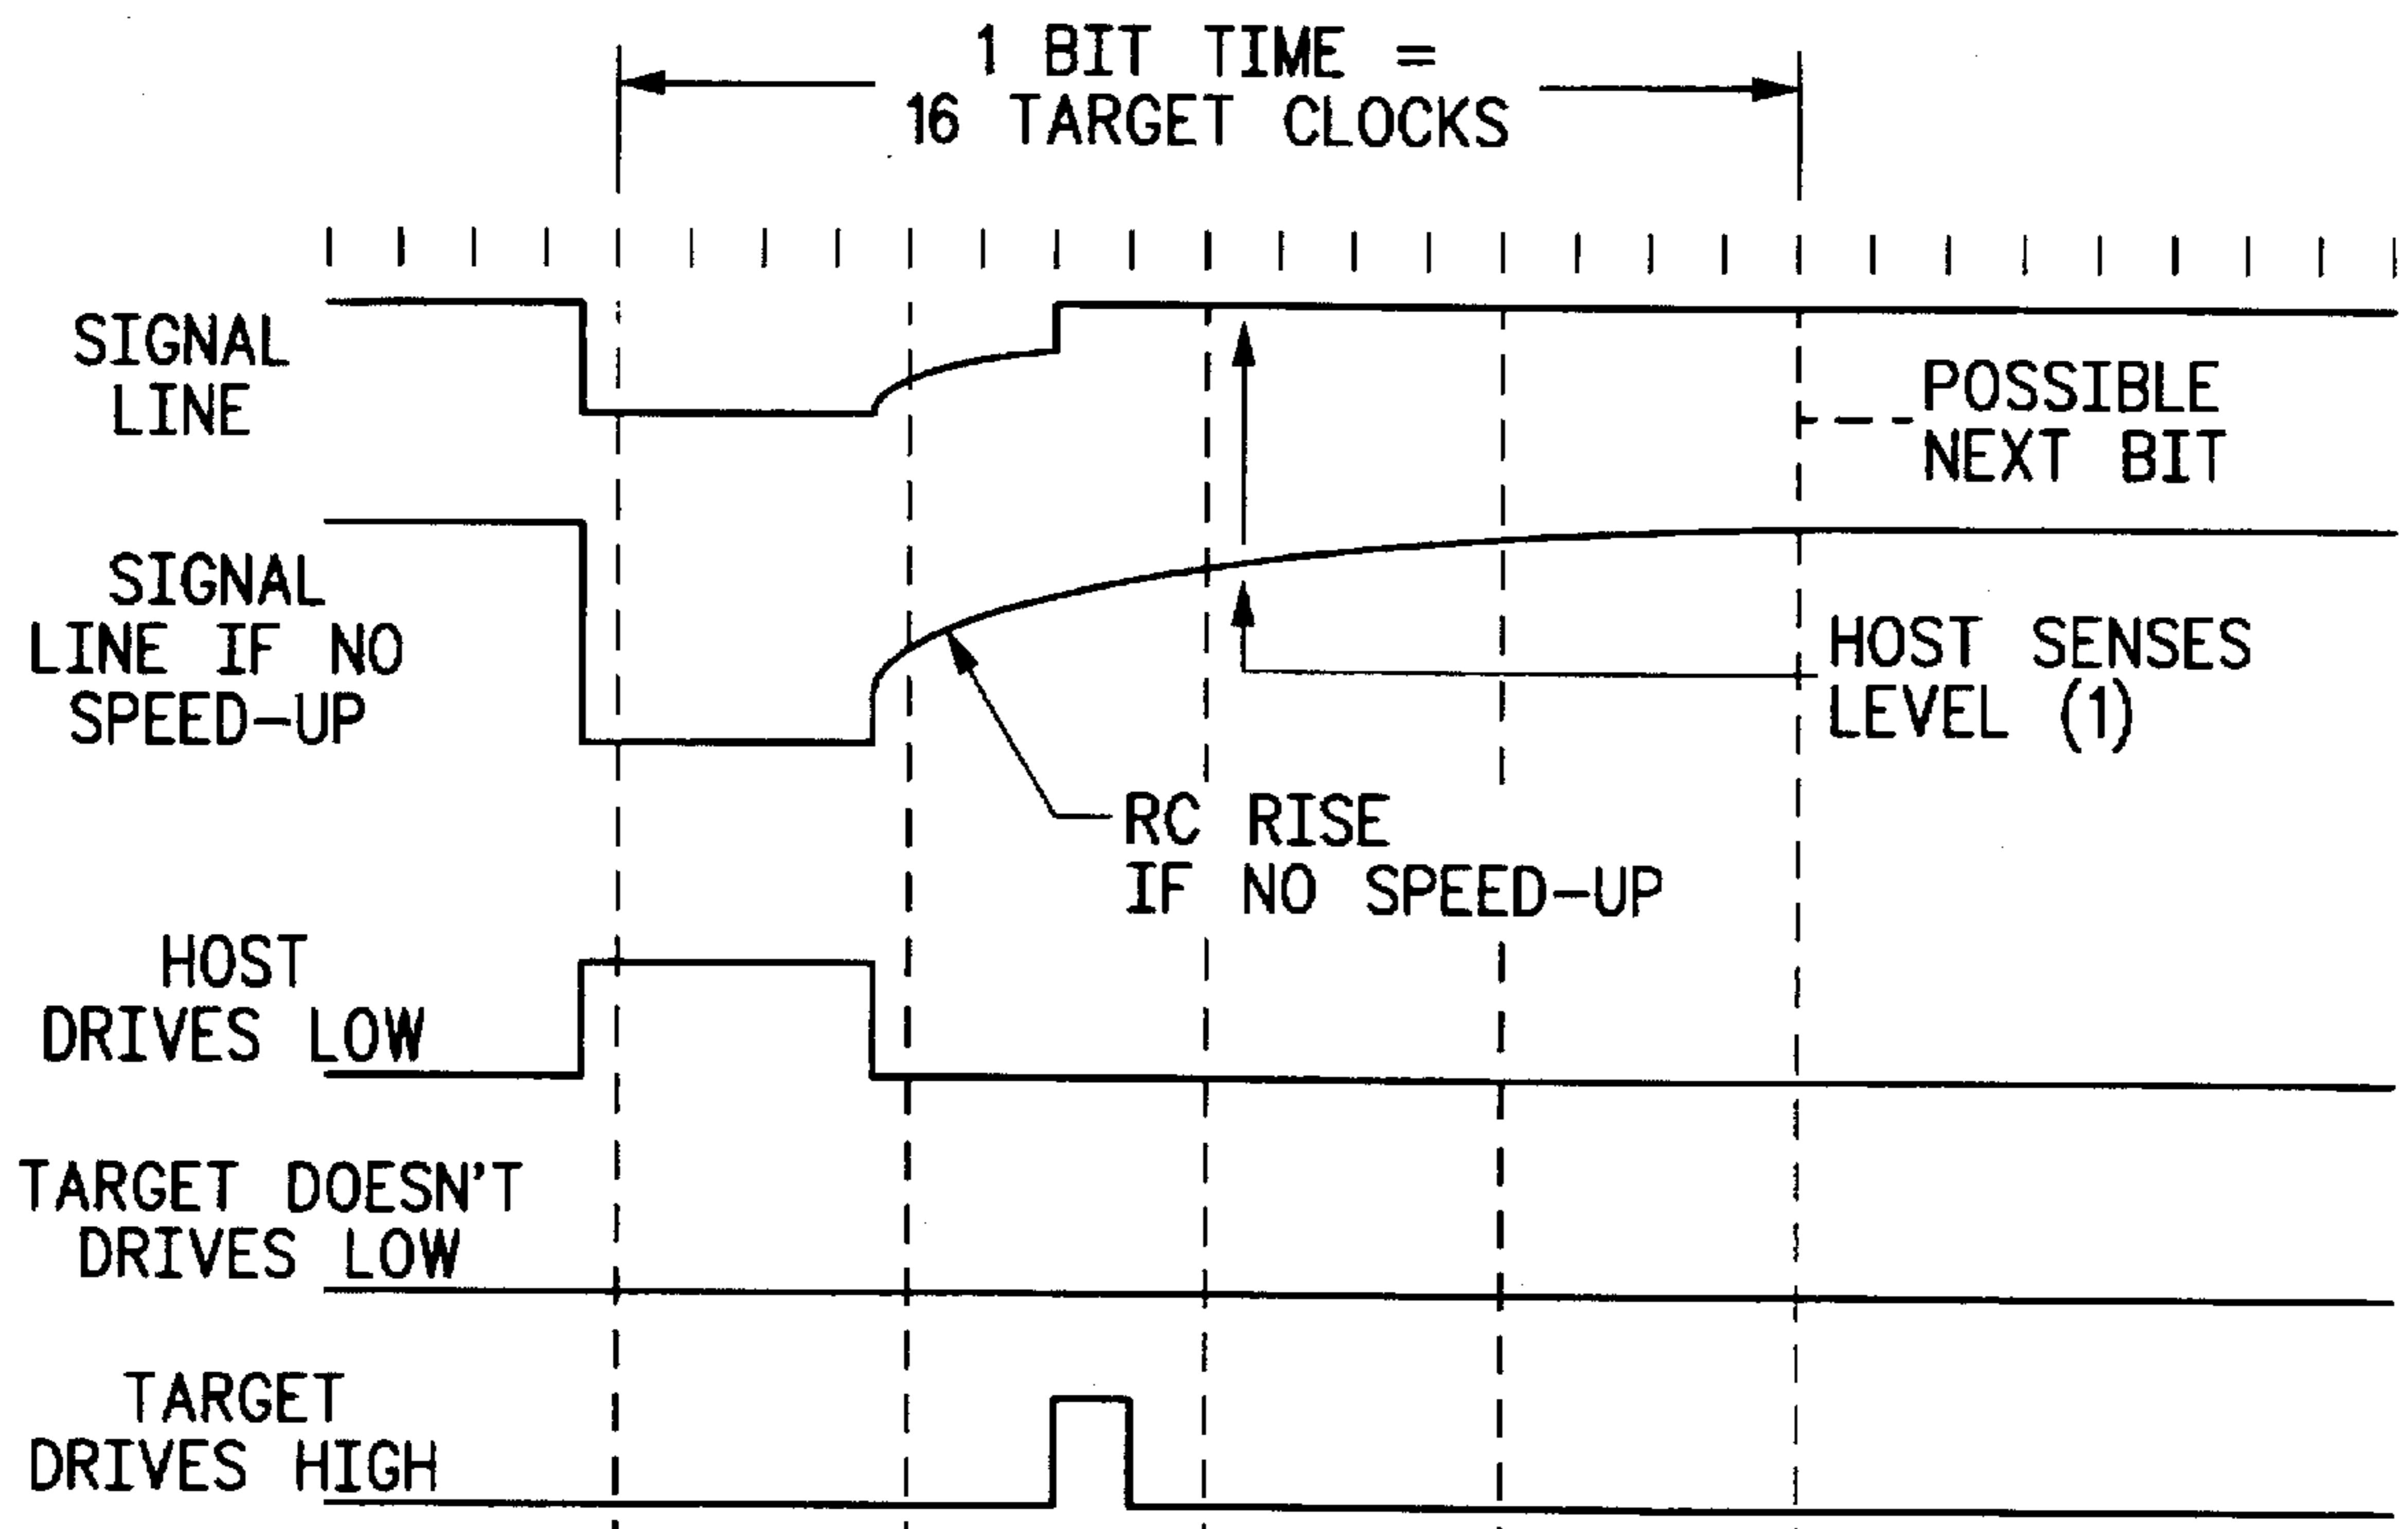 1 BIT TIME =
16 TARGET CLOCKS
SIGNAL
LINE
POSSIBLE
NEXT BIT
SIGNAL
LINE IF NO
SPEED-UP
HOST SENSES
LEVEL (1)
RC RISE
IF NO SPEED-UP
HOST
DRIVES LOW
TARGET DOESN'T
DRIVES LOW
TARGET
DRIVES HIGH